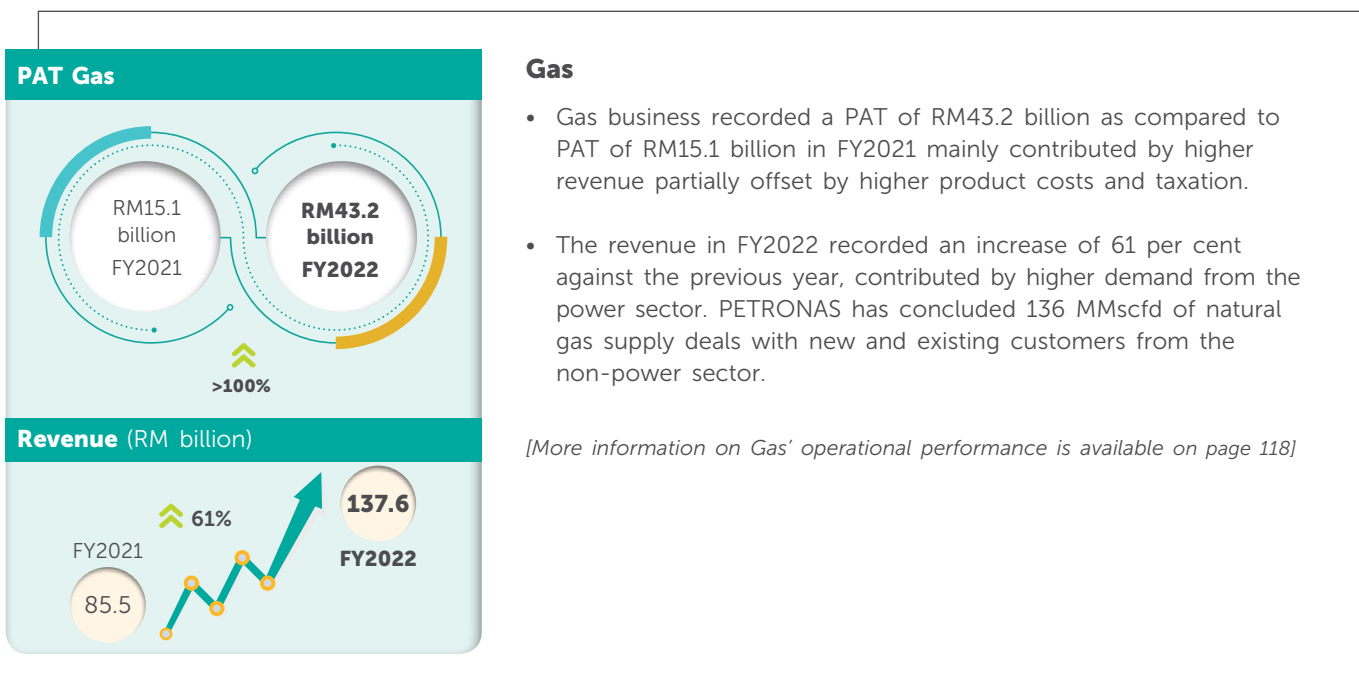 PAT Gas
RM15.1
billion
FY2021
RM43.2
billion
FY2022
>100%
Revenue (RM billion)
61%
FY2021
85.5
137.6
FY2022
Gas
• Gas business recorded a PAT of RM43.2 billion as compared to
PAT of RM15.1 billion in FY2021 mainly contributed by higher
revenue partially offset by higher product costs and taxation.
• The revenue in FY2022 recorded an increase of 61 per cent
against the previous year, contributed by higher demand from the
power sector. PETRONAS has concluded 136 MMscfd of natural
gas supply deals with new and existing customers from the
non-power sector.
[More information on Gas’ operational performance is available on page 118]